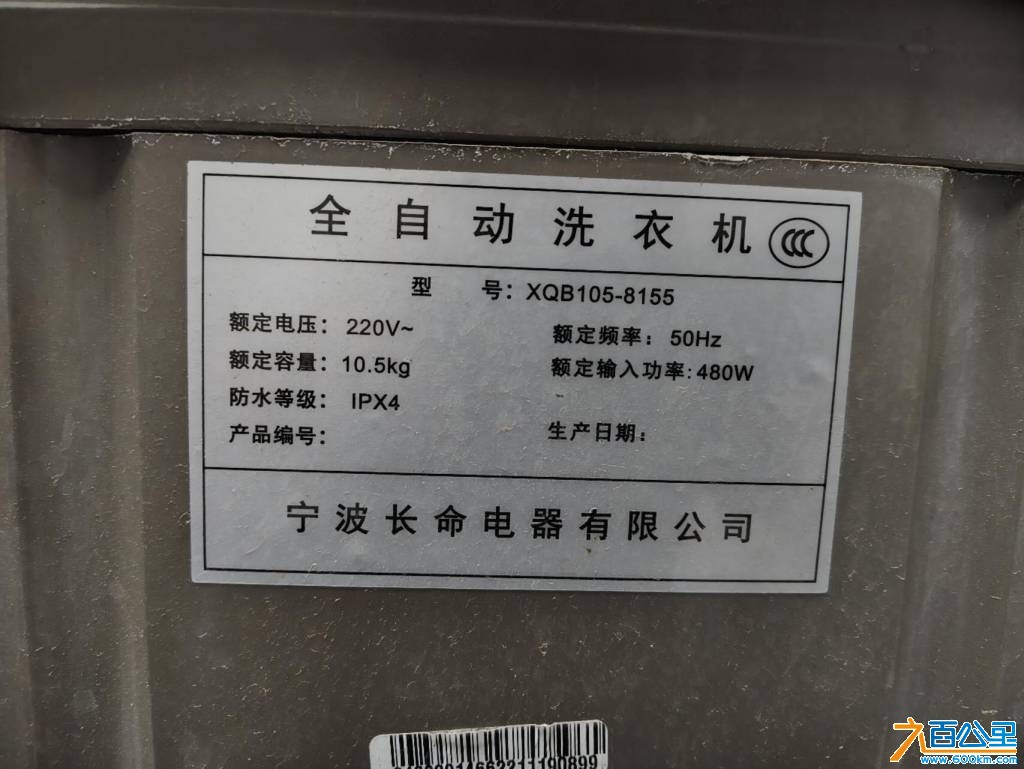 全自动洗衣机 CCC
型 号：XQB105-8155
额定电压：220V~ 额定频率：50Hz
额定容量：10.5kg 额定输入功率：480W
防水等级：IPX4
产品编号： 生产日期：
宁波长命电器有限公司
九百公里
www.600km.com